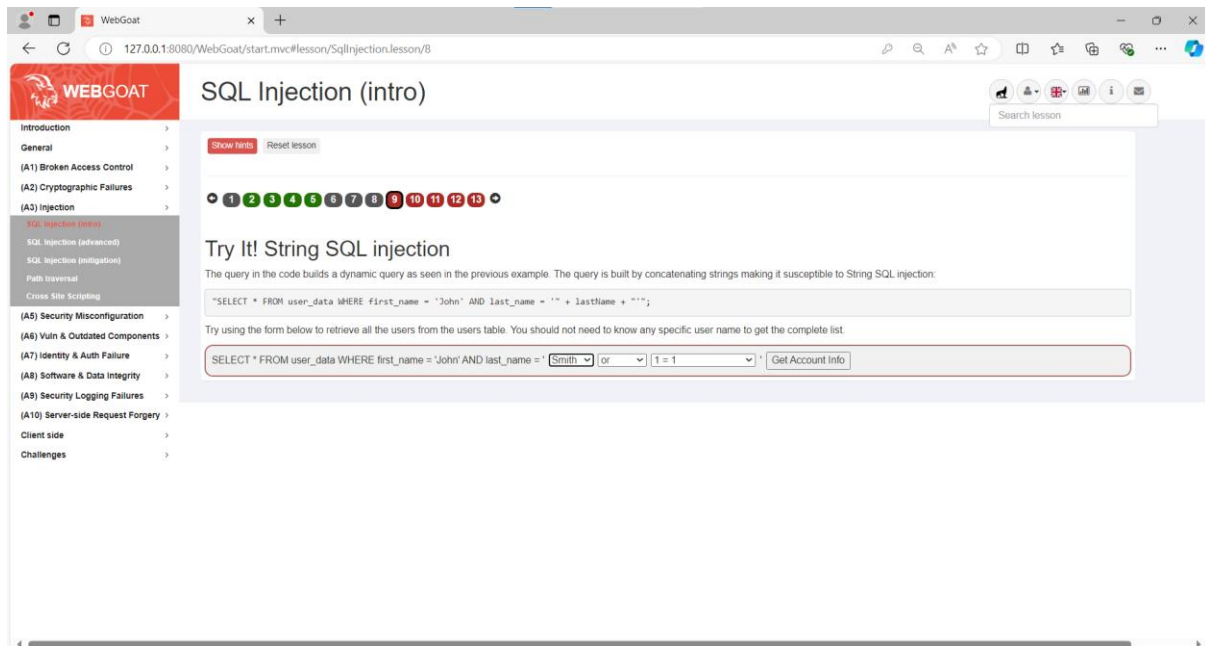 WebGoat
127.0.0.1:8080/WebGoat/start.mvc#lesson/SqlInjection.lesson/8
WEBGOAT
SQL Injection (intro)
Search lesson
Introduction
General
(A1) Broken Access Control
(A2) Cryptographic Failures
(A3) Injection
SQL Injection (intro)
SQL Injection (advanced)
SQL Injection (mitigation)
Path traversal
Cross Site Scripting
(A5) Security Misconfiguration
(A6) Vuln & Outdated Components
(A7) Identity & Auth Failure
(A8) Software & Data Integrity
(A9) Security Logging Failures
(A10) Server-side Request Forgery
Client side
Challenges
Show hints Reset lesson
1 2 3 4 5 6 7 8 9 10 11 12 13
Try It! String SQL injection
The query in the code builds a dynamic query as seen in the previous example. The query is built by concatenating strings making it susceptible to String SQL injection:
"SELECT * FROM user_data WHERE first_name = 'John' AND last_name = '" + lastName + "'";
Try using the form below to retrieve all the users from the users table. You should not need to know any specific user name to get the complete list.
SELECT * FROM user_data WHERE first_name = 'John' AND last_name = ' Smith or 1 = 1 ' Get Account Info